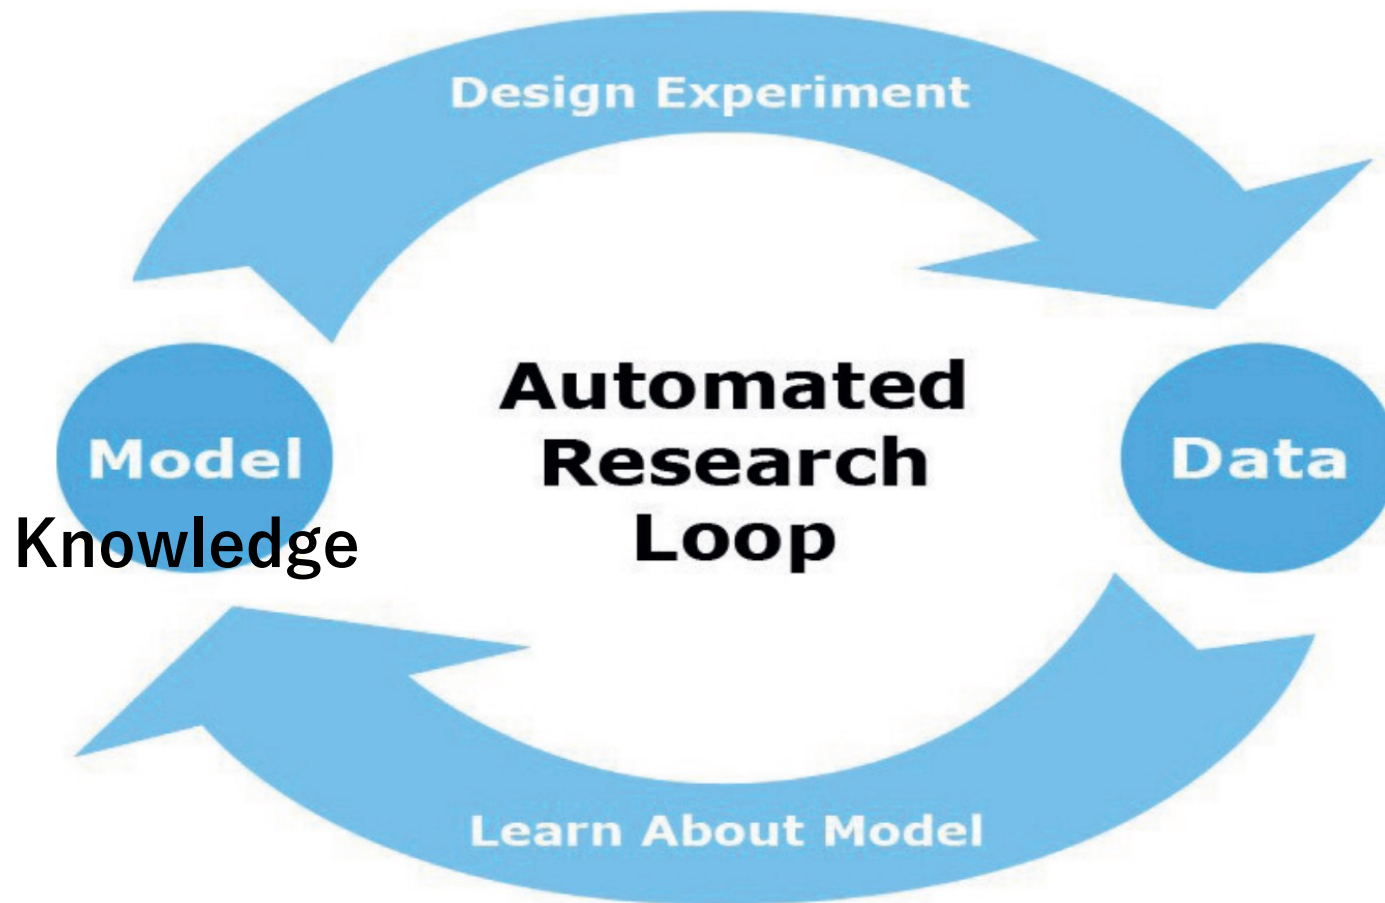 Design Experiment
Automated
Research
Loop
Model
Knowledge
Data
Learn About Model